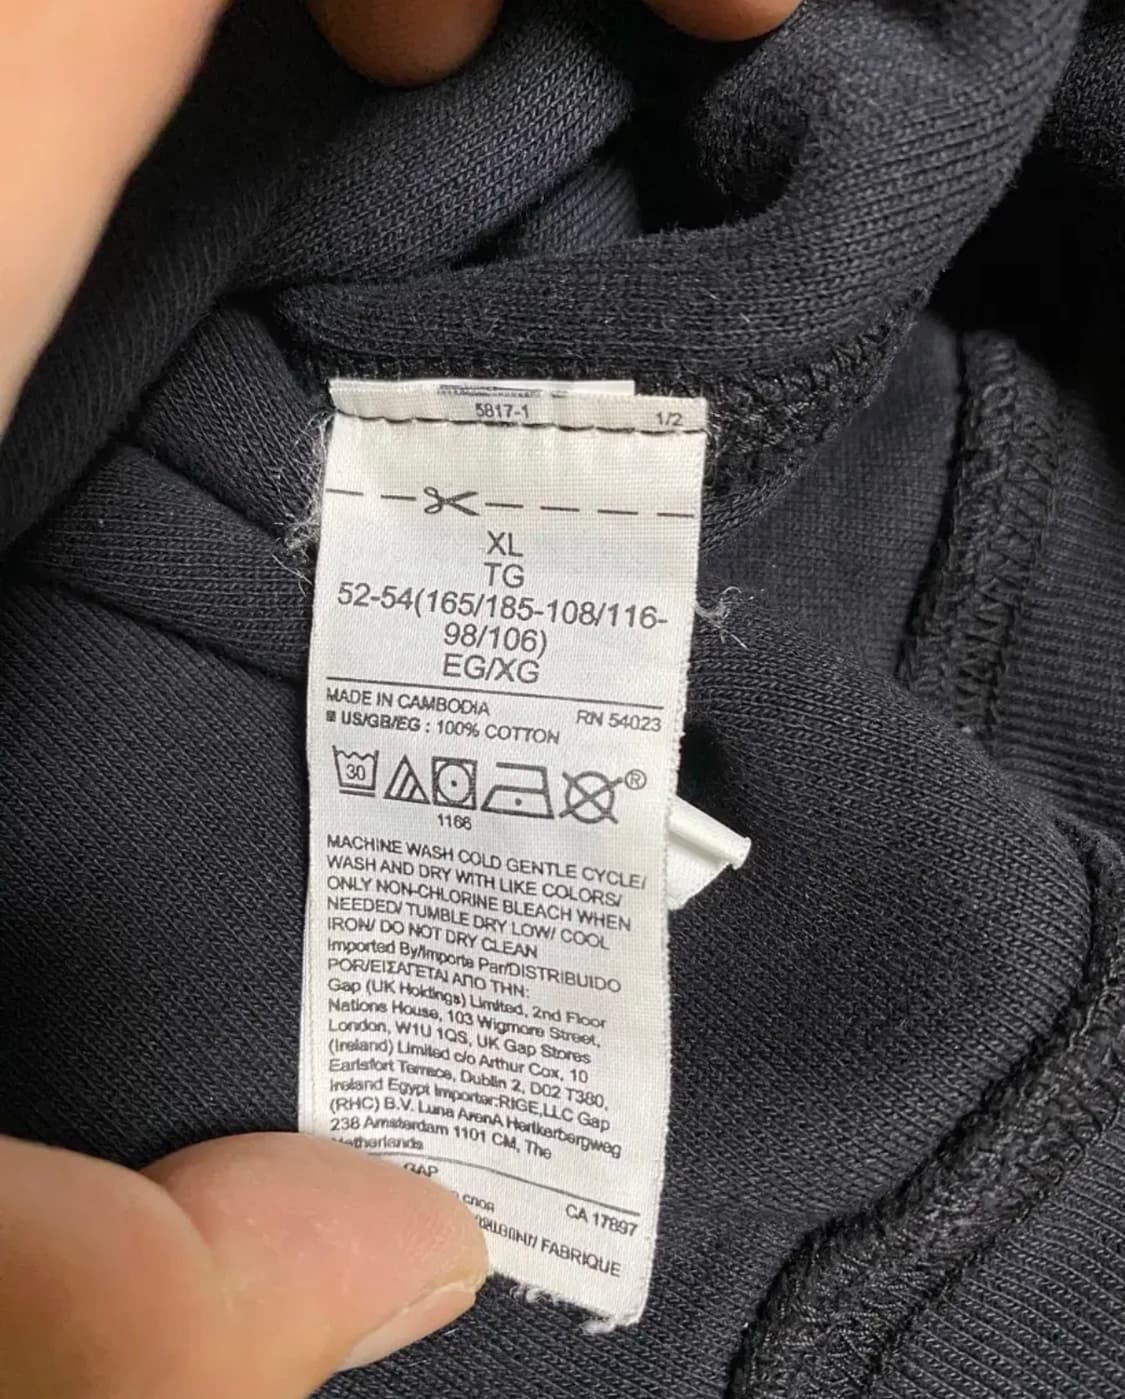 5817-1
1/2
XL
TG
52-54(165/185-108/116-
98/106)
EG/XG
MADE IN CAMBODIA RN 54023
US/GB/EG : 100% COTTON
30
®
1166
MACHINE WASH COLD GENTLE CYCLE/
WASH AND DRY WITH LIKE COLORS/
ONLY NON-CHLORINE BLEACH WHEN
NEEDED/ TUMBLE DRY LOW/ COOL
IRON/ DO NOT DRY CLEAN
Imported By/Importe Par/DISTRIBUIDO
POR/ΕΙΣΑΓΕΤΑΙ ΑΠΟ ΤΗΝ:
Gap (UK Holdings) Limited, 2nd Floor
Nations House, 103 Wigmore Street,
London, W1U 1QS, UK Gap Stores
(Ireland) Limited c/o Arthur Cox, 10
Earlsfort Terrace, Dublin 2, D02 T380,
Ireland Egypt Importer:RIGE,LLC Gap
(RHC) B.V. Luna ArenA Herikerbergweg
238 Amsterdam 1101 CM, The
Netherlands
GAP
CA 17897
FABRIQUE